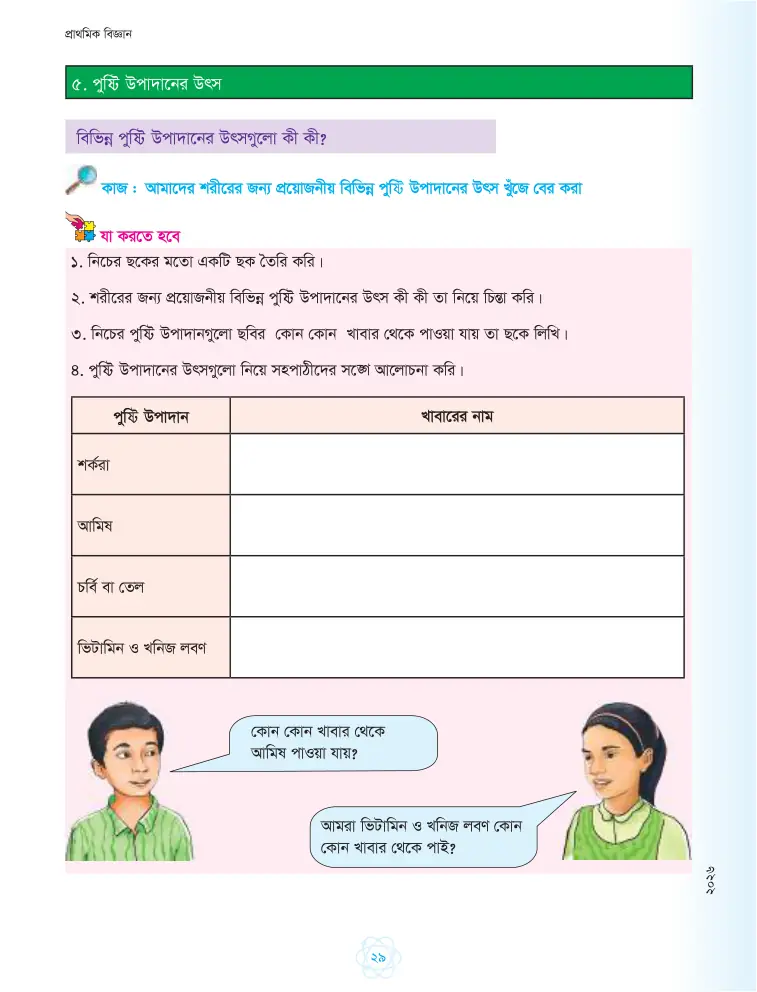 প্রাথমিক বিজ্ঞান
৫. পুষ্টি উপাদানের উৎস
বিভিন্ন পুষ্টি উপাদানের উৎসগুলো কী কী?
কাজ : আমাদের শরীরের জন্য প্রয়োজনীয় বিভিন্ন পুষ্টি উপাদানের উৎস খুঁজে বের করা
যা করতে হবে
১. নিচের ছকের মতো একটি ছক তৈরি করি।
২. শরীরের জন্য প্রয়োজনীয় বিভিন্ন পুষ্টি উপাদানের উৎস কী কী তা নিয়ে চিন্তা করি।
৩. নিচের পুষ্টি উপাদানগুলো ছবির কোন কোন খাবার থেকে পাওয়া যায় তা ছকে লিখি।
৪. পুষ্টি উপাদানের উৎসগুলো নিয়ে সহপাঠীদের সঙ্গে আলোচনা করি।
পুষ্টি উপাদান খাবারের নাম
শর্করা
আমিষ
চর্বি বা তেল
ভিটামিন ও খনিজ লবণ
কোন কোন খাবার থেকে
আমিষ পাওয়া যায়?
আমরা ভিটামিন ও খনিজ লবণ কোন
কোন খাবার থেকে পাই?
২০২৬
২৯